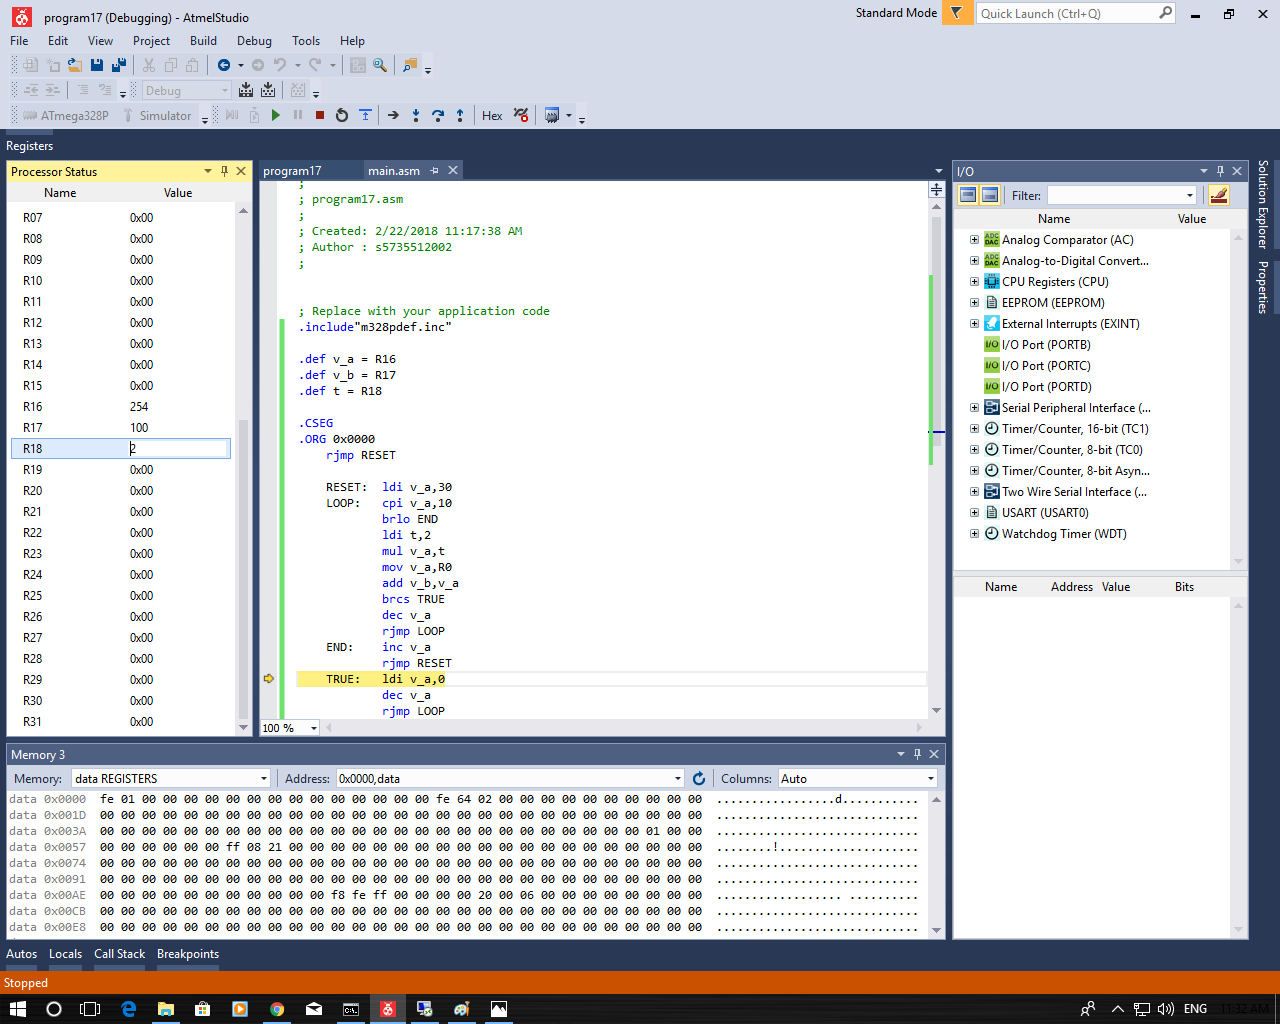 program17 (Debugging) - AtmelStudio
Standard Mode
Quick Launch (Ctrl+Q)
File Edit View Project Build Debug Tools Help
Debug
ATmega328P Simulator Hex
Registers
Processor Status
Name Value
R07 0x00
R08 0x00
R09 0x00
R10 0x00
R11 0x00
R12 0x00
R13 0x00
R14 0x00
R15 0x00
R16 254
R17 100
R18 2
R19 0x00
R20 0x00
R21 0x00
R22 0x00
R23 0x00
R24 0x00
R25 0x00
R26 0x00
R27 0x00
R28 0x00
R29 0x00
R30 0x00
R31 0x00
program17 main.asm
;
; program17.asm
;
; Created: 2/22/2018 11:17:38 AM
; Author : s5735512002
;
; Replace with your application code
.include"m328pdef.inc"
.def v_a = R16
.def v_b = R17
.def t = R18
.CSEG
.ORG 0x0000
rjmp RESET
RESET: ldi v_a,30
LOOP: cpi v_a,10
brlo END
ldi t,2
mul v_a,t
mov v_a,R0
add v_b,v_a
brcs TRUE
dec v_a
rjmp LOOP
END: inc v_a
rjmp RESET
TRUE: ldi v_a,0
dec v_a
rjmp LOOP
100 %
I/O
Filter:
Name Value
Analog Comparator (AC)
Analog-to-Digital Convert...
CPU Registers (CPU)
EEPROM (EEPROM)
External Interrupts (EXINT)
I/O Port (PORTB)
I/O Port (PORTC)
I/O Port (PORTD)
Serial Peripheral Interface (...
Timer/Counter, 16-bit (TC1)
Timer/Counter, 8-bit (TC0)
Timer/Counter, 8-bit Asyn...
Two Wire Serial Interface (...
USART (USART0)
Watchdog Timer (WDT)
Name Address Value Bits
Solution Explorer
Properties
Memory 3
Memory: data REGISTERS Address: 0x0000,data Columns: Auto
data 0x0000 fe 01 00 00 00 00 00 00 00 00 00 00 00 00 00 00 fe 64 02 00 00 00 00 00 00 00 00 00 00 .................d...........
data 0x001D 00 00 00 00 00 00 00 00 00 00 00 00 00 00 00 00 00 00 00 00 00 00 00 00 00 00 00 00 00 .............................
data 0x003A 00 00 00 00 00 00 00 00 00 00 00 00 00 00 00 00 00 00 00 00 00 00 00 00 00 00 01 00 00 .............................
data 0x0057 00 00 00 00 00 00 ff 08 21 00 00 00 00 00 00 00 00 00 00 00 00 00 00 00 00 00 00 00 00 ........!....................
data 0x0074 00 00 00 00 00 00 00 00 00 00 00 00 00 00 00 00 00 00 00 00 00 00 00 00 00 00 00 00 00 .............................
data 0x0091 00 00 00 00 00 00 00 00 00 00 00 00 00 00 00 00 00 00 00 00 00 00 00 00 00 00 00 00 00 .............................
data 0x00AE 00 00 00 00 00 00 00 00 00 00 00 f8 fe ff 00 00 00 00 20 00 06 00 00 00 00 00 00 00 00 .................. ..........
data 0x00CB 00 00 00 00 00 00 00 00 00 00 00 00 00 00 00 00 00 00 00 00 00 00 00 00 00 00 00 00 00 .............................
data 0x00E8 00 00 00 00 00 00 00 00 00 00 00 00 00 00 00 00 00 00 00 00 00 00 00 00 00 00 00 00 00 .............................
Autos Locals Call Stack Breakpoints
Stopped
ENG 11:32 AM